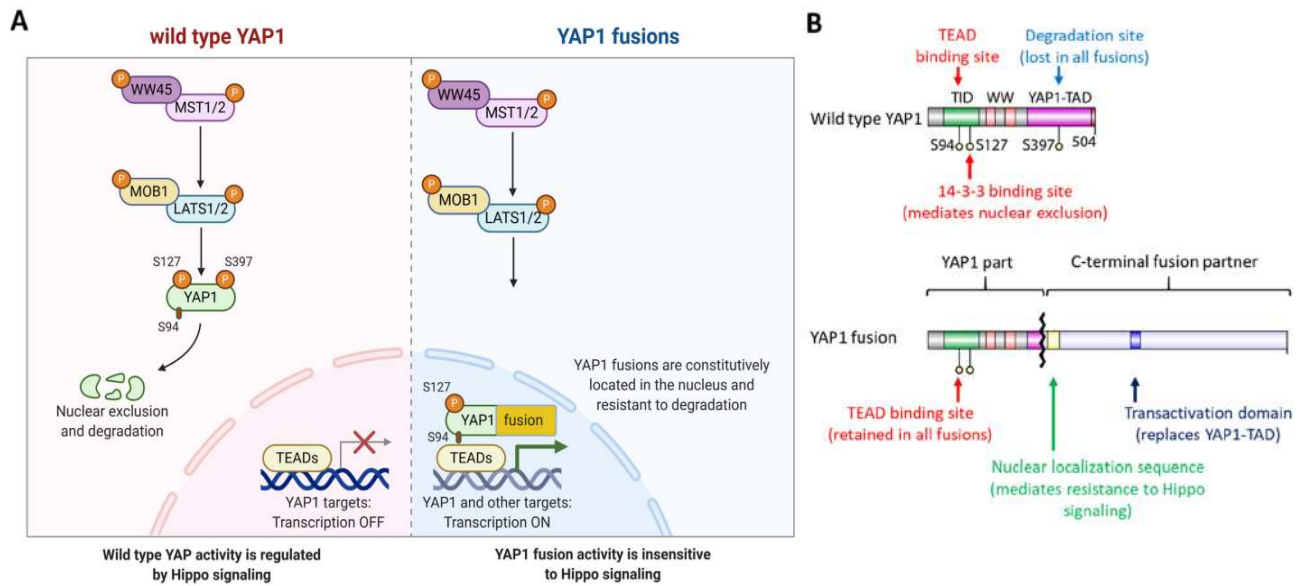 A
wild type YAP1
YAP1 fusions
P
WW45
P
MST1/2
P
MOB1
P
LATS1/2
S127
S397
P
P
YAP1
S94
Nuclear exclusion
and degradation
TEADs
YAP1 targets:
Transcription OFF
Wild type YAP activity is regulated
by Hippo signaling
P
WW45
P
MST1/2
P
MOB1
P
LATS1/2
YAP1 fusions are constitutively
located in the nucleus and
resistant to degradation
S127
P
YAP1
fusion
S94
TEADs
YAP1 and other targets:
Transcription ON
YAP1 fusion activity is insensitive
to Hippo signaling
B
TEAD
binding site
Degradation site
(lost in all fusions)
TID
WW
YAP1-TAD
Wild type YAP1
S94
S127
S397
S04
14-3-3 binding site
(mediates nuclear exclusion)
YAP1 part
C-terminal fusion partner
YAP1 fusion
TEAD binding site
(retained in all fusions)
Transactivation domain
(replaces YAP1-TAD)
Nuclear localization sequence
(mediates resistance to Hippo
signaling)